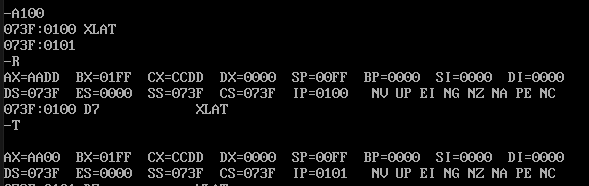 -A100
073F:0100 XLAT
073F:0101
-R
AX=AADD  BX=01FF  CX=CCDD  DX=0000  SP=00FF  BP=0000  SI=0000  DI=0000
DS=073F  ES=0000  SS=073F  CS=073F  IP=0100   NV UP EI NG NZ NA PE NC
073F:0100 D7            XLAT
-T
AX=AA00  BX=01FF  CX=CCDD  DX=0000  SP=00FF  BP=0000  SI=0000  DI=0000
DS=073F  ES=0000  SS=073F  CS=073F  IP=0101   NV UP EI NG NZ NA PE NC